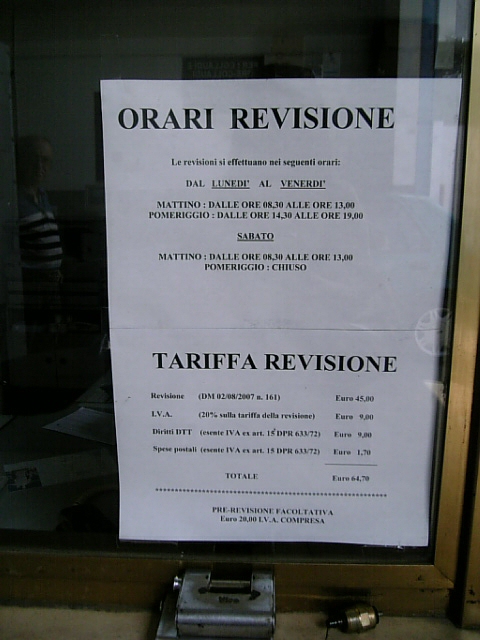 ORARI REVISIONE
Le revisioni si effettuano nei seguenti orari:
DAL LUNEDI' AL VENERDI'
MATTINO : DALLE ORE 08,30 ALLE ORE 13,00
POMERIGGIO : DALLE ORE 14,30 ALLE ORE 19,00
SABATO
MATTINO : DALLE ORE 08,30 ALLE ORE 13,00
POMERIGGIO : CHIUSO
TARIFFA REVISIONE
Revisione (DM 02/08/2007 n. 161) Euro 45,00
I.V.A. (20% sulla tariffa della revisione) Euro 9,00
Diritti DTT (esente IVA ex art. 15 DPR 633/72) Euro 9,00
Spese postali (esente IVA ex art. 15 DPR 633/72) Euro 1,70
TOTALE Euro 64,70
PRE-REVISIONE FACOLTATIVA
Euro 20,00 I.V.A. COMPRESA